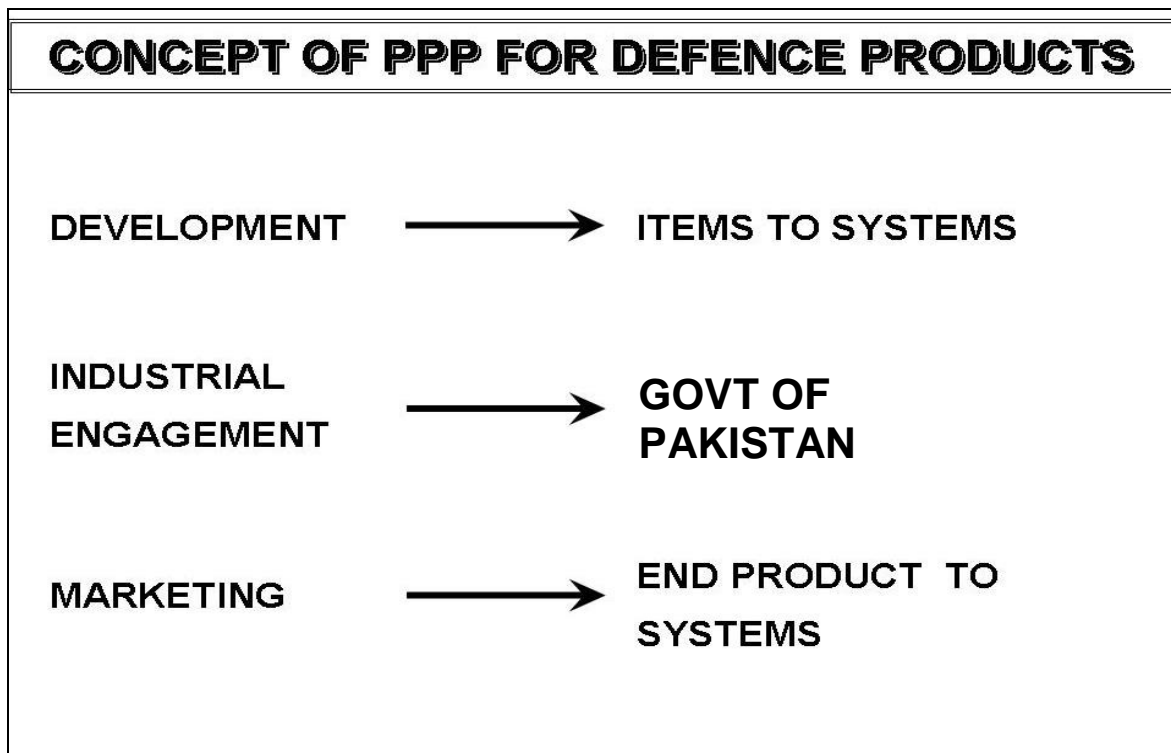 CONCEPT OF PPP FOR DEFENCE PRODUCTS
DEVELOPMENT
ITEMS TO SYSTEMS
INDUSTRIAL
ENGAGEMENT
GOVT OF
PAKISTAN
MARKETING
END PRODUCT TO
SYSTEMS